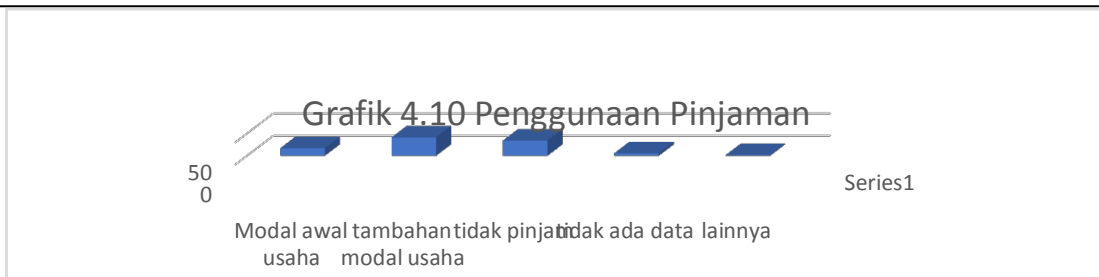 Grafik 4.10 Penggunaan Pinjaman
50
0
Series1
Modal awal usaha
tambahan modal usaha
tidak pinjam
tidak ada data
lainnya